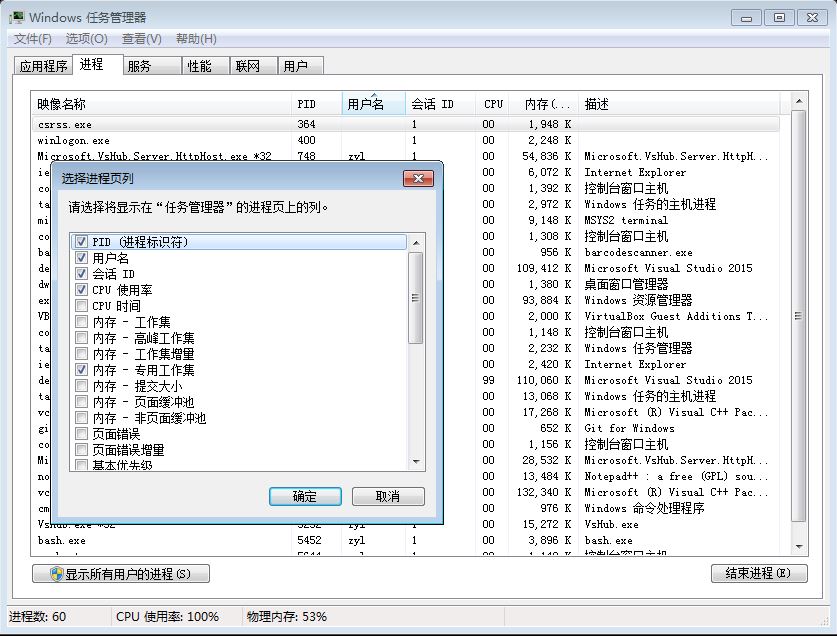 Windows 任务管理器
文件(F) 选项(O) 查看(V) 帮助(H)
应用程序 进程 服务 性能 联网 用户
映像名称 PID 用户名 会话 ID CPU 内存(... 描述
csrss.exe 364 1 00 1,948 K
winlogon.exe 400 1 00 2,248 K
Microsoft.VsHub.Server.HttpHost.exe *32 748 zyl 1 00 54,836 K Microsoft.VsHub.Server.HttpH...
ie 00 6,072 K Internet Explorer
co 00 1,392 K 控制台窗口主机
ta 00 2,972 K Windows 任务的主机进程
mi 00 9,148 K MSYS2 terminal
co 00 1,308 K 控制台窗口主机
ba 00 956 K barcodescanner.exe
de 00 109,412 K Microsoft Visual Studio 2015
dw 00 1,380 K 桌面窗口管理器
ex 00 93,884 K Windows 资源管理器
VB 00 2,000 K VirtualBox Guest Additions T...
co 00 1,148 K 控制台窗口主机
ta 00 2,232 K Windows 任务管理器
ie 00 2,420 K Internet Explorer
de 99 110,060 K Microsoft Visual Studio 2015
ta 00 13,068 K Windows 任务的主机进程
vc 00 17,268 K Microsoft (R) Visual C++ Pac...
gi 00 652 K Git for Windows
co 00 1,156 K 控制台窗口主机
Mi 00 28,532 K Microsoft.VsHub.Server.HttpH...
no 00 13,484 K Notepad++ : a free (GPL) sou...
vc 00 132,340 K Microsoft (R) Visual C++ Pac...
cm 00 976 K Windows 命令处理程序
VsHub.exe *32 3232 zyl 1 00 15,272 K VsHub.exe
bash.exe 5452 zyl 1 00 3,896 K bash.exe
选择进程页列
请选择将显示在“任务管理器”的进程页上的列。
PID (进程标识符)
用户名
会话 ID
CPU 使用率
CPU 时间
内存 - 工作集
内存 - 高峰工作集
内存 - 工作集增量
内存 - 专用工作集
内存 - 提交大小
内存 - 页面缓冲池
内存 - 非页面缓冲池
页面错误
页面错误增量
基本优先级
确定 取消
显示所有用户的进程(S) 结束进程(E)
进程数: 60 CPU 使用率: 100% 物理内存: 53%